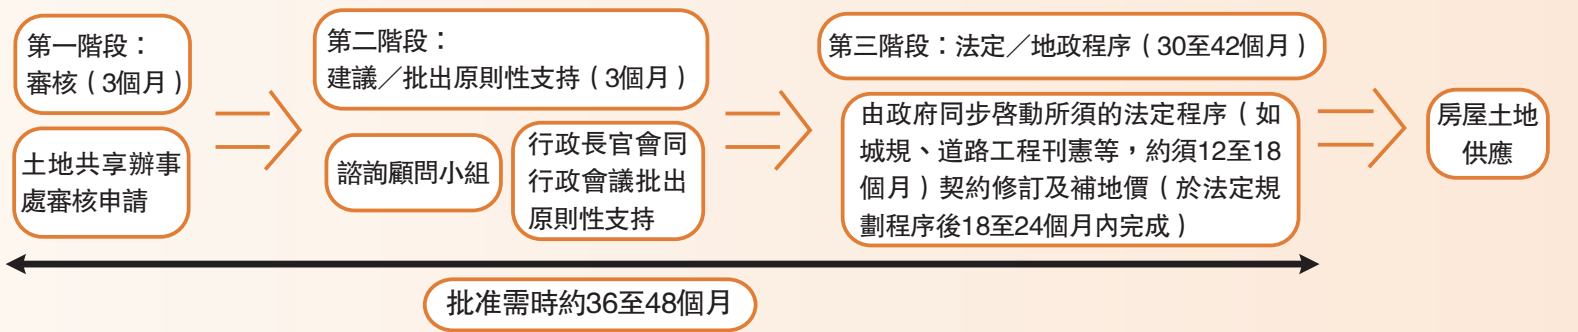 第一階段：
審核（3個月）
土地共享辦事
處審核申請
第二階段：
建議／批出原則性支持（3個月）
諮詢顧問小組
行政長官會同
行政會議批出
原則性支持
第三階段：法定／地政程序（30至42個月）
由政府同步啓動所須的法定程序（如
城規、道路工程刊憲等，約須12至18
個月）契約修訂及補地價（於法定規
劃程序後18至24個月內完成）
房屋土地
供應
批准需時約36至48個月